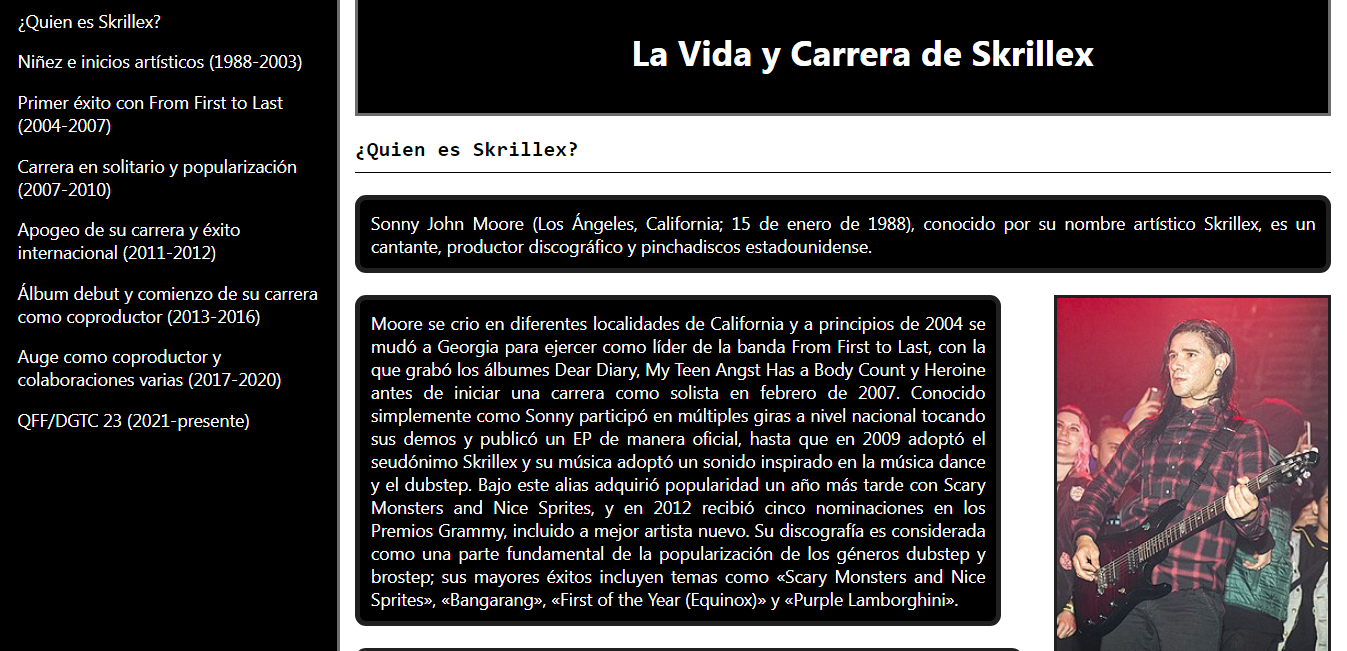 ¿Quien es Skrillex?
Niñez e inicios artísticos (1988-2003)
Primer éxito con From First to Last
(2004-2007)
Carrera en solitario y popularización
(2007-2010)
Apogeo de su carrera y éxito
internacional (2011-2012)
Álbum debut y comienzo de su carrera
como coproductor (2013-2016)
Auge como coproductor y
colaboraciones varias (2017-2020)
QFF/DGTC 23 (2021-presente)
La Vida y Carrera de Skrillex
¿Quien es Skrillex?
Sonny John Moore (Los Ángeles, California; 15 de enero de 1988), conocido por su nombre artístico Skrillex, es un
cantante, productor discográfico y pinchadiscos estadounidense.
Moore se crio en diferentes localidades de California y a principios de 2004 se
mudó a Georgia para ejercer como líder de la banda From First to Last, con la
que grabó los álbumes Dear Diary, My Teen Angst Has a Body Count y Heroine
antes de iniciar una carrera como solista en febrero de 2007. Conocido
simplemente como Sonny participó en múltiples giras a nivel nacional tocando
sus demos y publicó un EP de manera oficial, hasta que en 2009 adoptó el
seudónimo Skrillex y su música adoptó un sonido inspirado en la música dance
y el dubstep. Bajo este alias adquirió popularidad un año más tarde con Scary
Monsters and Nice Sprites, y en 2012 recibió cinco nominaciones en los
Premios Grammy, incluido a mejor artista nuevo. Su discografía es considerada
como una parte fundamental de la popularización de los géneros dubstep y
brostep; sus mayores éxitos incluyen temas como «Scary Monsters and Nice
Sprites», «Bangarang», «First of the Year (Equinox)» y «Purple Lamborghini».